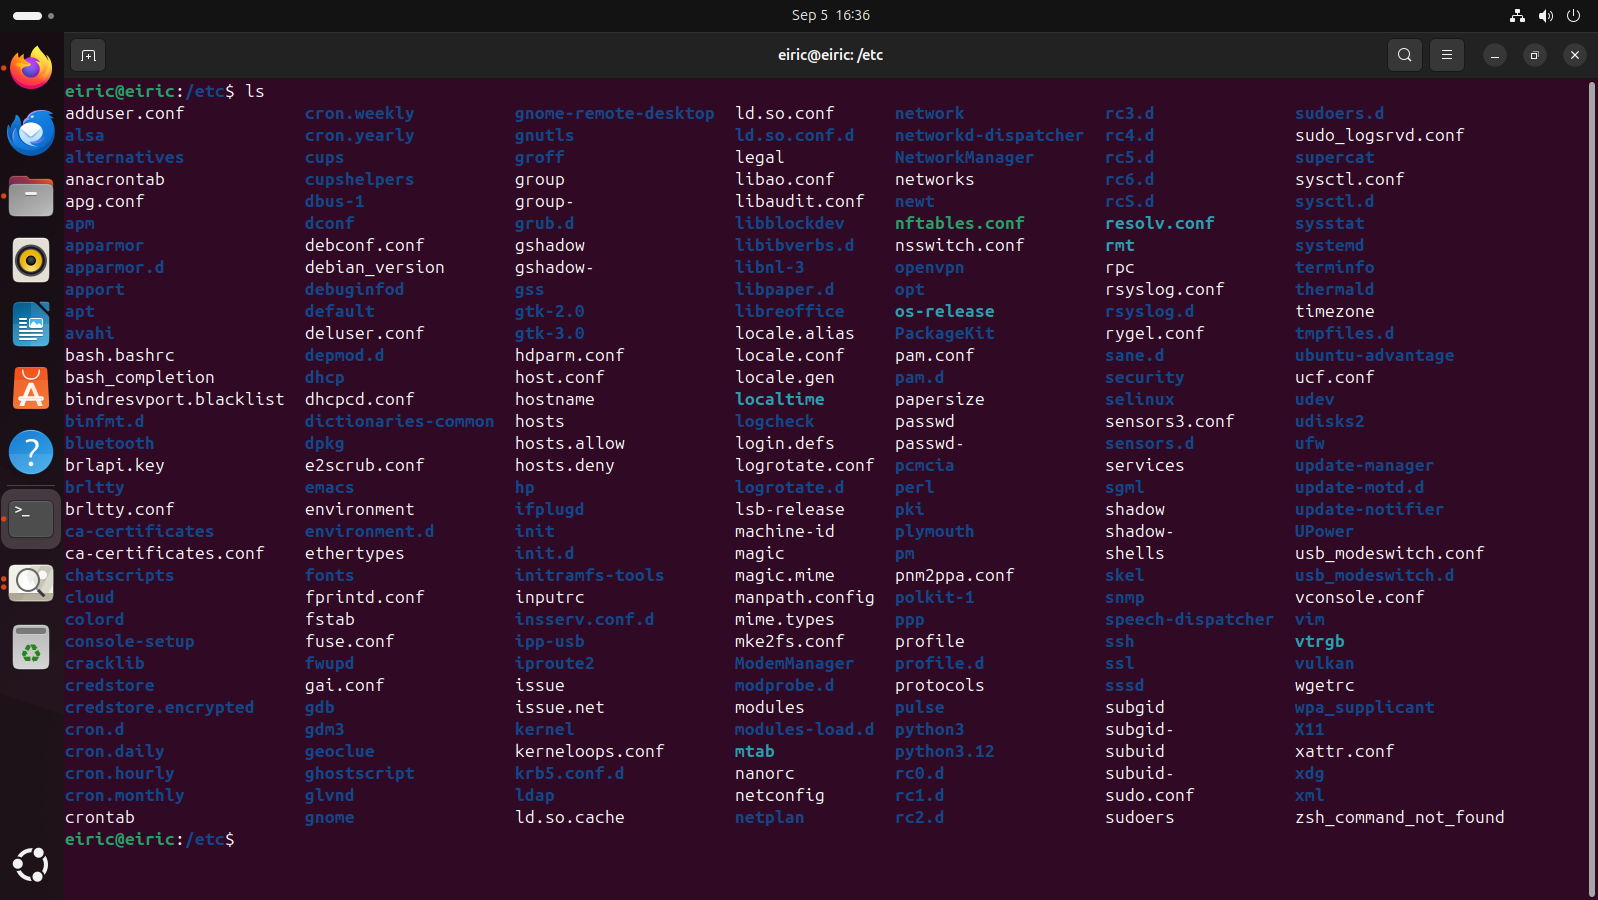 Sep 5 16:36
eiric@eiric: /etc
eiric@eiric:/etc$ ls
adduser.conf cron.weekly gnome-remote-desktop ld.so.conf network rc3.d sudoers.d
alsa cron.yearly gnutls ld.so.conf.d networkd-dispatcher rc4.d sudo_logsrvd.conf
alternatives cups groff legal NetworkManager rc5.d supercat
anacrontab cupshelpers group libao.conf networks rc6.d sysctl.conf
apg.conf dbus-1 group- libaudit.conf newt rcS.d sysctl.d
apm dconf grub.d libblockdev nftables.conf resolv.conf sysstat
apparmor debconf.conf gshadow libibverbs.d nsswitch.conf rmt systemd
apparmor.d debian_version gshadow- libnl-3 openvpn rpc terminfo
apport debuginfod gss libpaper.d opt rsyslog.conf thermald
apt default gtk-2.0 libreoffice os-release rsyslog.d timezone
avahi deluser.conf gtk-3.0 locale.alias PackageKit rygel.conf tmpfiles.d
bash.bashrc depmod.d hdparm.conf locale.conf pam.conf sane.d ubuntu-advantage
bash_completion dhcp host.conf locale.gen pam.d security ucf.conf
bindresvport.blacklist dhcpcd.conf hostname localtime papersize selinux udev
binfmt.d dictionaries-common hosts logcheck passwd sensors3.conf udisks2
bluetooth dpkg hosts.allow login.defs passwd- sensors.d ufw
brlapi.key e2scrub.conf hosts.deny logrotate.conf pcmcia services update-manager
brltty emacs hp logrotate.d perl sgml update-motd.d
brltty.conf environment ifplugd lsb-release pki shadow update-notifier
ca-certificates environment.d init machine-id plymouth shadow- UPower
ca-certificates.conf ethertypes init.d magic pm shells usb_modeswitch.conf
chatscripts fonts initramfs-tools magic.mime pnm2ppa.conf skel usb_modeswitch.d
cloud fprintd.conf inputrc manpath.config polkit-1 snmp vconsole.conf
colord fstab insserv.conf.d mime.types ppp speech-dispatcher vim
console-setup fuse.conf ipp-usb mke2fs.conf profile ssh vtrgb
cracklib fwupd iproute2 ModemManager profile.d ssl vulkan
credstore gai.conf issue modprobe.d protocols sssd wgetrc
credstore.encrypted gdb issue.net modules pulse subgid wpa_supplicant
cron.d gdm3 kernel modules-load.d python3 subgid- X11
cron.daily geoclue kerneloops.conf mtab python3.12 subuid xattr.conf
cron.hourly ghostscript krb5.conf.d nanorc rc0.d subuid- xdg
cron.monthly glvnd ldap netconfig rc1.d sudo.conf xml
crontab gnome ld.so.cache netplan rc2.d sudoers zsh_command_not_found
eiric@eiric:/etc$